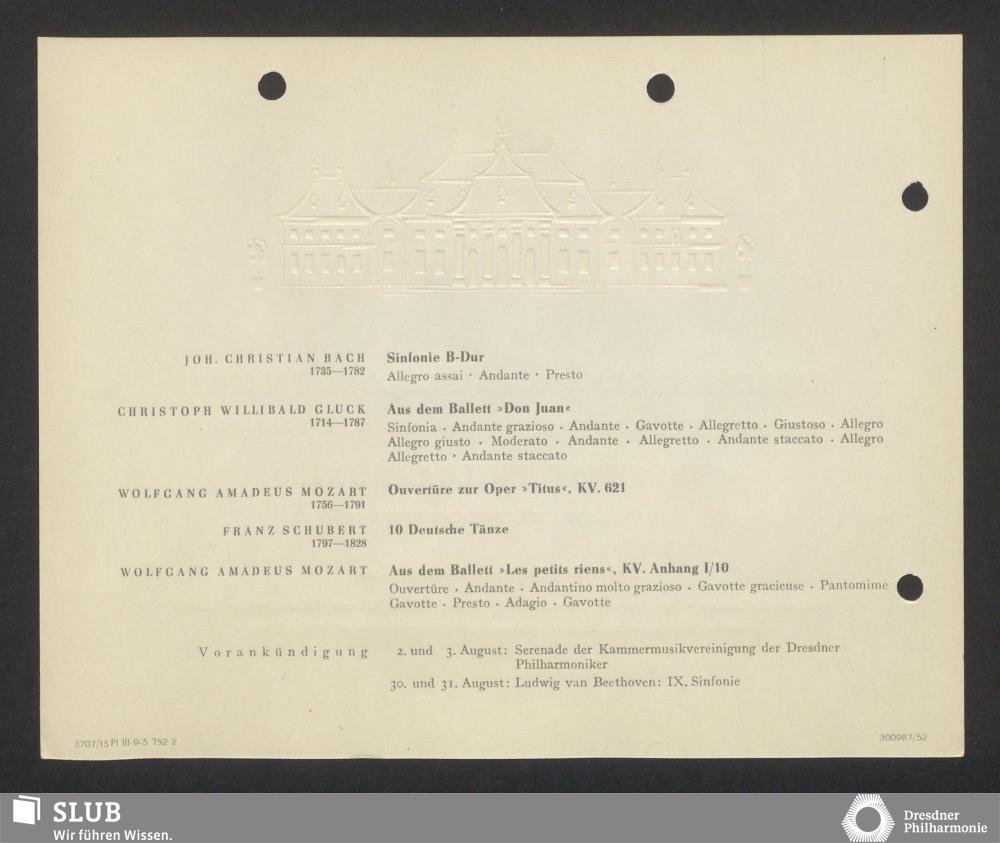 JOH. CHRISTIAN BACH
1735—1782
Sinfonie B-Dur
Allegro assai · Andante · Presto
CHRISTOPH WILLIBALD GLUCK
1714—1787
Aus dem Ballett »Don Juan«
Sinfonia · Andante grazioso · Andante · Gavotte · Allegretto · Giustoso · Allegro
Allegro giusto · Moderato · Andante · Allegretto · Andante staccato · Allegro
Allegretto · Andante staccato
WOLFGANG AMADEUS MOZART
1756—1791
Ouvertüre zur Oper »Titus«, KV. 621
FRANZ SCHUBERT
1797—1828
10 Deutsche Tänze
WOLFGANG AMADEUS MOZART
Aus dem Ballett »Les petits riens«, KV. Anhang I/10
Ouvertüre · Andante · Andantino molto grazioso · Gavotte gracieuse · Pantomime
Gavotte · Presto · Adagio · Gavotte
Vorankündigung
2. und 3. August: Serenade der Kammermusikvereinigung der Dresdner
Philharmoniker
30. und 31. August: Ludwig van Beethoven: IX. Sinfonie
3707/15 PI III-9-5 752 2
300987/52
SLUB
Wir führen Wissen.
Dresdner
Philharmonie